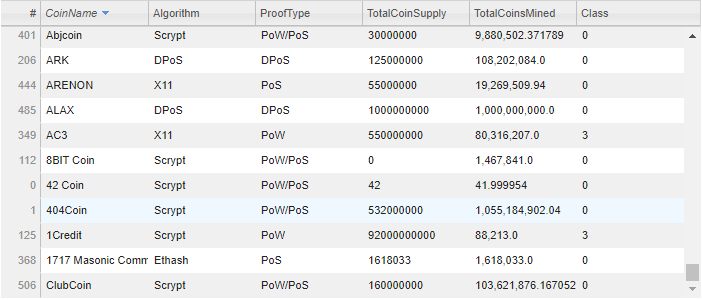 # CoinName Algorithm ProofType TotalCoinSupply TotalCoinsMined Class
401 Abjcoin Scrypt PoW/PoS 30000000 9,880,502.371789 0
206 ARK DPoS DPoS 125000000 108,202,084.0 0
444 ARENON X11 PoS 55000000 19,269,509.94 0
485 ALAX DPoS DPoS 1000000000 1,000,000,000.0 0
349 AC3 X11 PoW 550000000 80,316,207.0 3
112 8BIT Coin Scrypt PoW/PoS 0 1,467,841.0 0
0 42 Coin Scrypt PoW/PoS 42 41.999954 0
1 404Coin Scrypt PoW/PoS 532000000 1,055,184,902.04 0
125 1Credit Scrypt PoW 92000000000 88,213.0 3
368 1717 Masonic Comm Ethash PoS 1618033 1,618,033.0 0
506 ClubCoin Scrypt PoW/PoS 160000000 103,621,876.167052 0